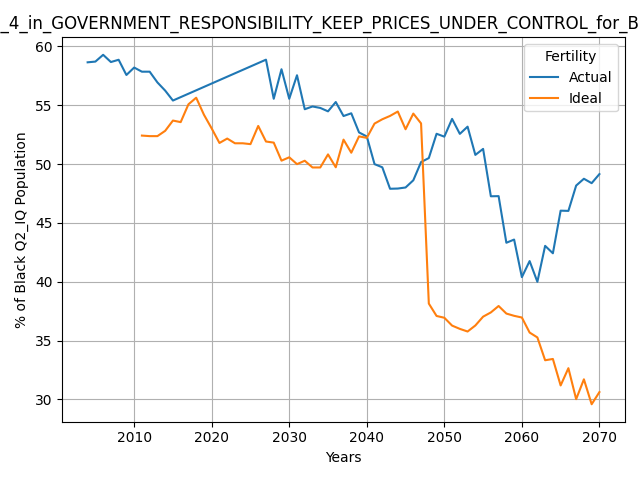 _4_in_GOVERNMENT_RESPONSIBILITY_KEEP_PRICES_UNDER_CONTROL_for_B
60
55
50
45
40
35
30
% of Black Q2_IQ Population
Fertility
Actual
Ideal
2010 2020 2030 2040 2050 2060 2070
Years